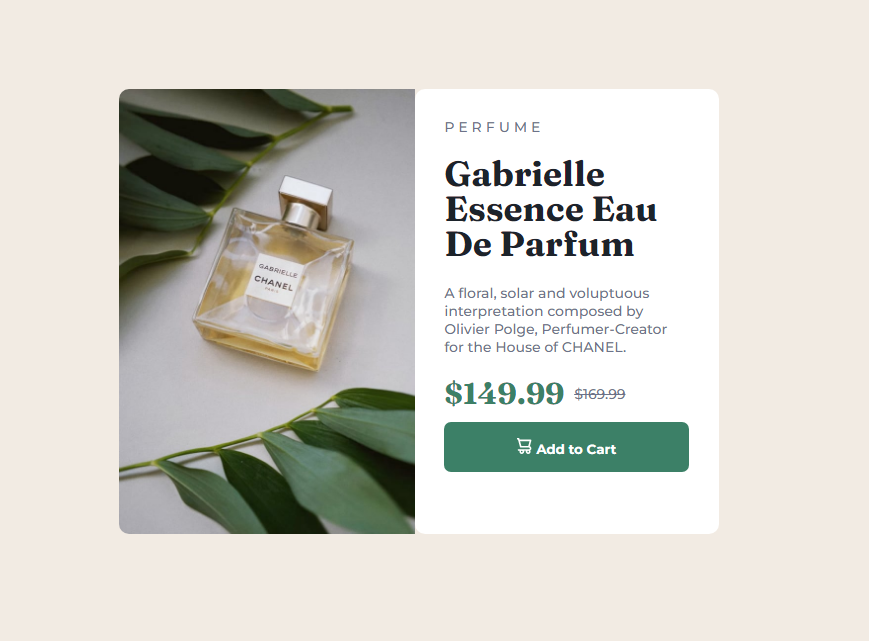 GABRIELLE
CHANEL
PARIS
PERFUME
Gabrielle
Essence Eau
De Parfum
A floral, solar and voluptuous
interpretation composed by
Olivier Polge, Perfumer-Creator
for the House of CHANEL.
$149.99 $169.99
Add to Cart